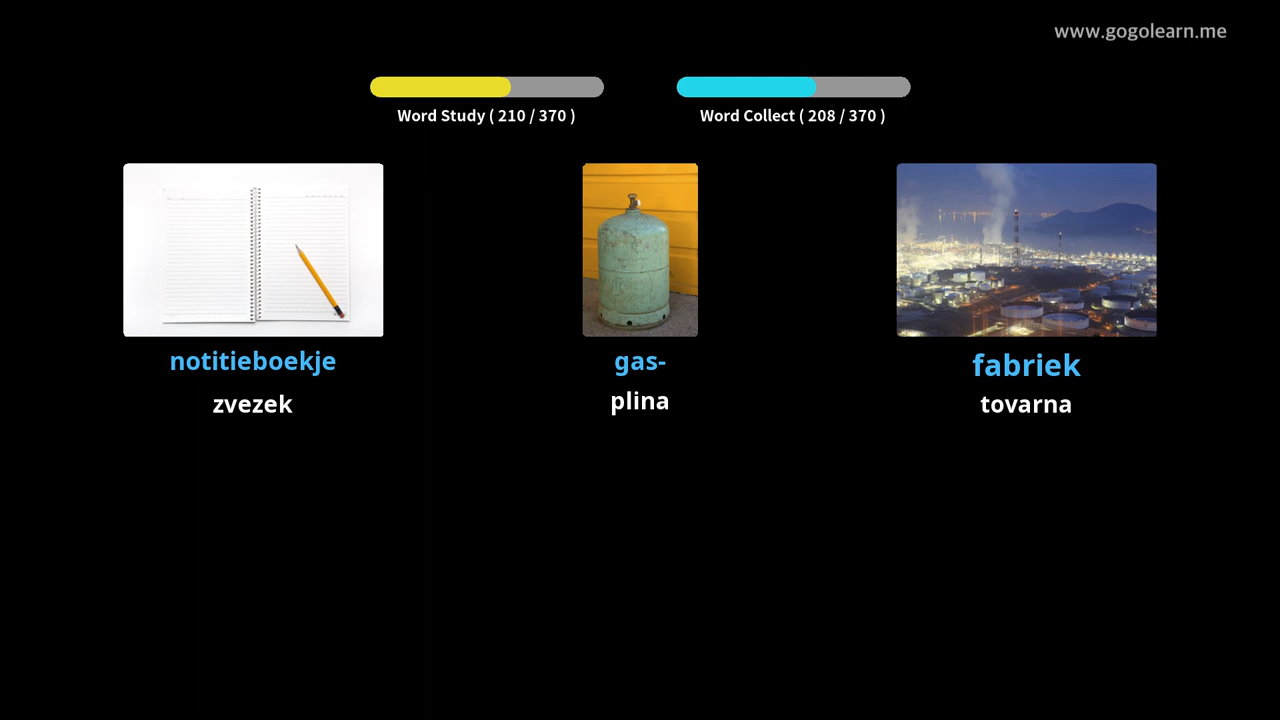 www.gogolearn.me
Word Study ( 210 / 370 )
Word Collect ( 208 / 370 )
notitieboekje
zvezek
gas-
plina
fabriek
tovarna